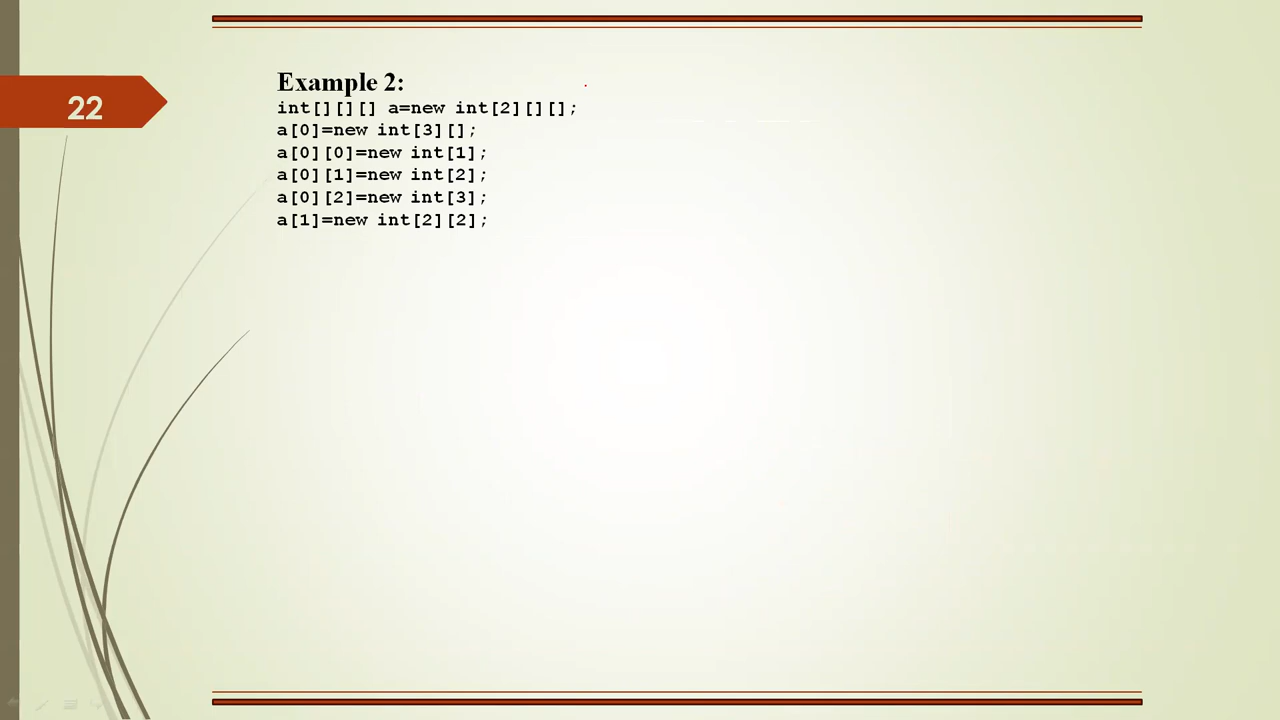 22
Example 2:
int[][][] a=new int[2][][];
a[0]=new int[3][];
a[0][0]=new int[1];
a[0][1]=new int[2];
a[0][2]=new int[3];
a[1]=new int[2][2];